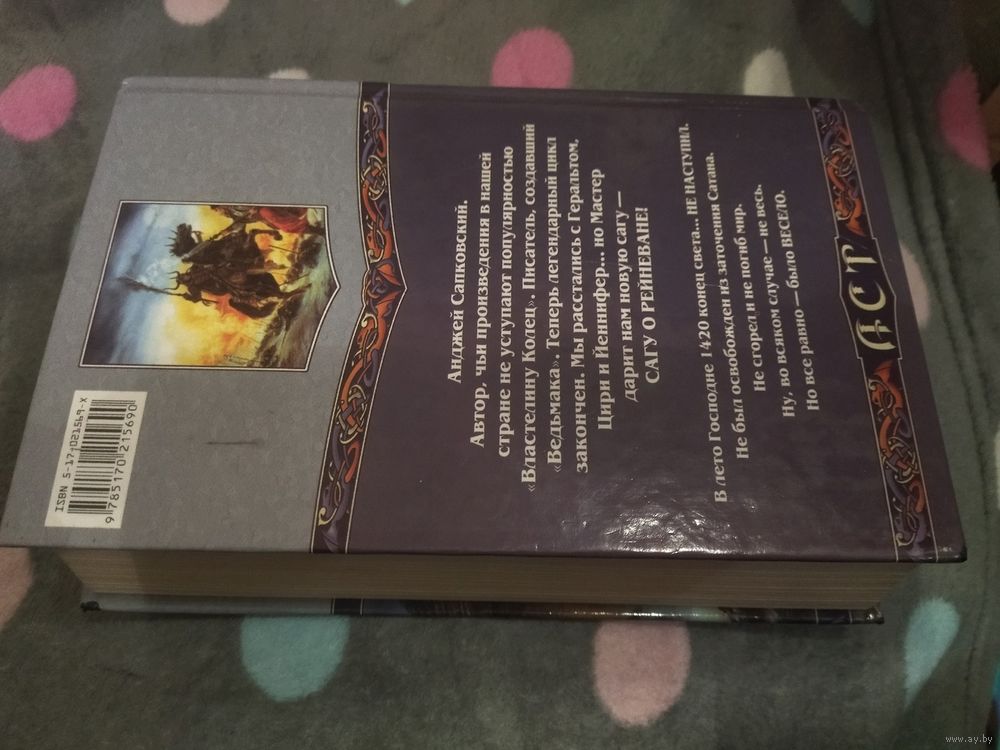 Анджей Сапковский.
Автор, чьи произведения в нашей
стране не уступают популярностью
«Властелину Колец». Писатель, создавший
«Ведьмака». Теперь легендарный цикл
закончен. Мы расстались с Геральтом,
Цири и Йеннифер... но Мастер
дарит нам новую сагу —
САГУ О РЕЙНЕВАНЕ!
В лето Господне 1420 конец света... НЕ НАСТУПИЛ.
Не был освобожден из заточения Сатана.
Не сгорел и не погиб мир.
Ну, во всяком случае — не весь.
Но все равно — было ВЕСЕЛО.
АСТ
ISBN 5-17-021569-X
9 785170 215690
www.ay.by